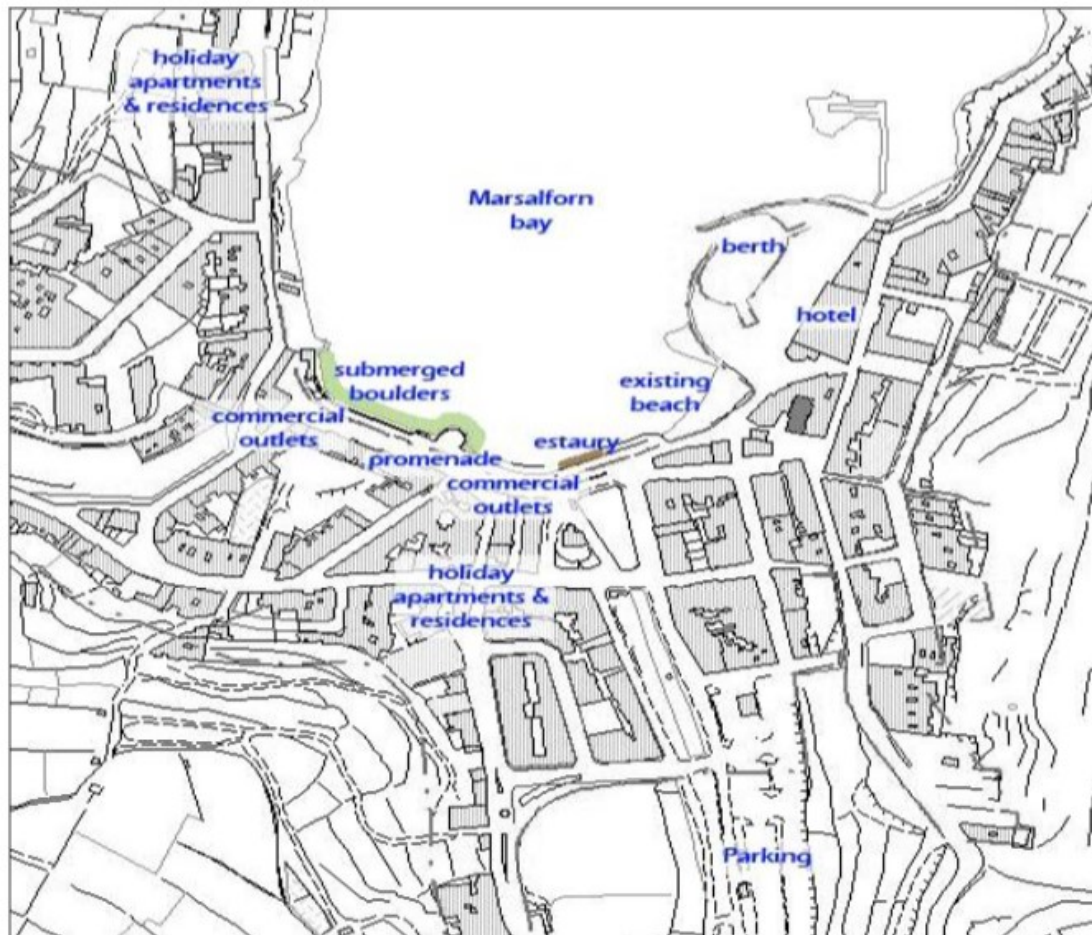 holiday
apartments
& residences
Marsalforn
bay
berth
hotel
submerged
boulders
existing
beach
commercial
outlets
estaury
promenade
commercial
outlets
holiday
apartments &
residences
Parking